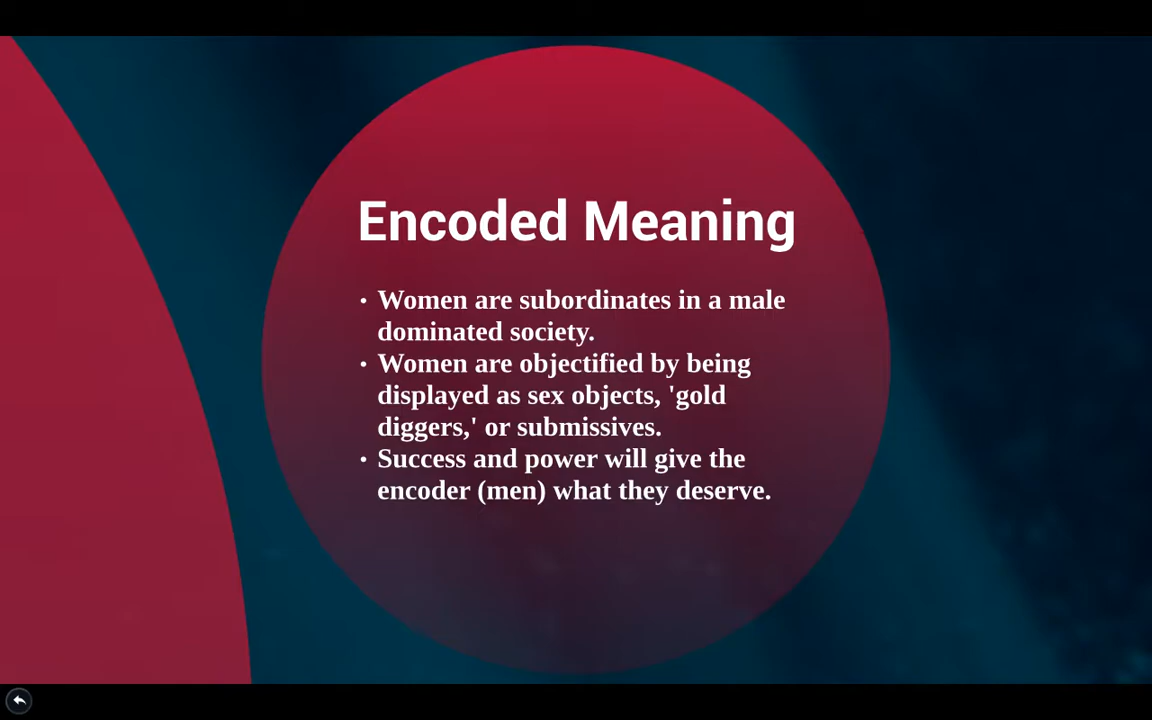 Encoded Meaning
• Women are subordinates in a male
dominated society.
• Women are objectified by being
displayed as sex objects, 'gold
diggers,' or submissives.
• Success and power will give the
encoder (men) what they deserve.